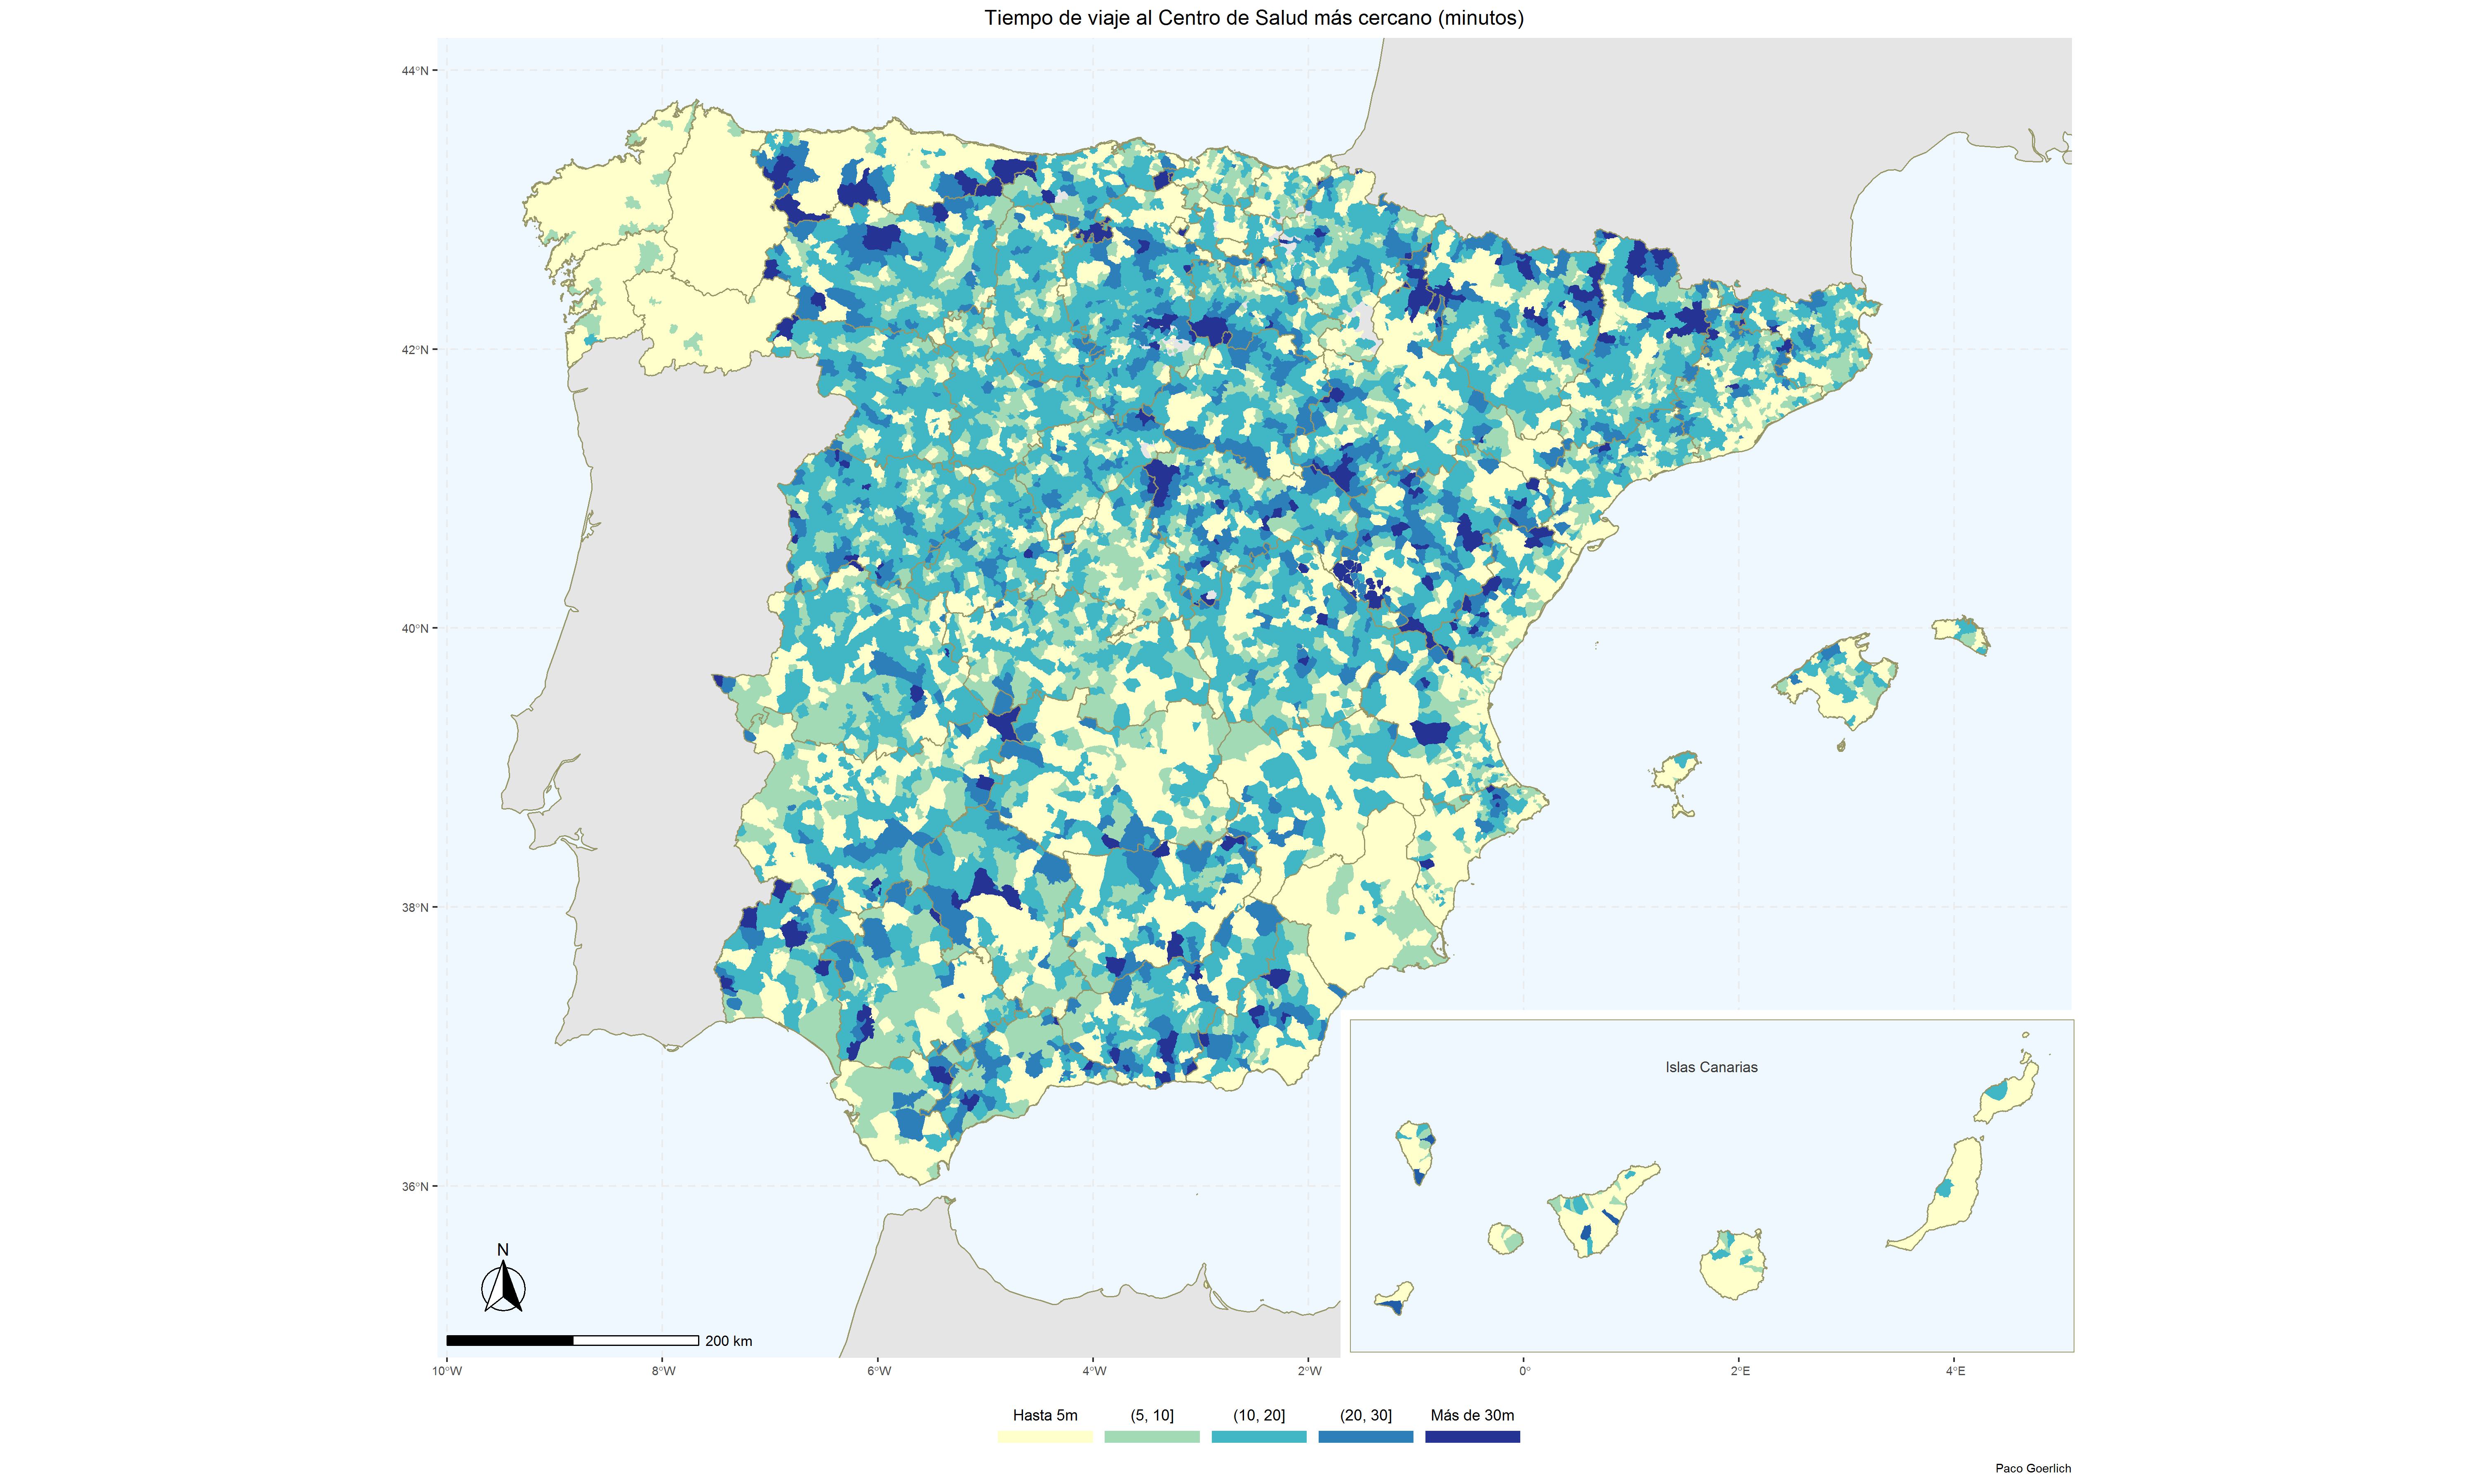 Tiempo de viaje al Centro de Salud más cercano (minutos)
44°N
42°N
40°N
38°N
36°N
Islas Canarias
N
200 km
10°W 8°W 6°W 4°W 2°W 0° 2°E 4°E
Hasta 5m (5, 10] (10, 20] (20, 30] Más de 30m
Paco Goerlich